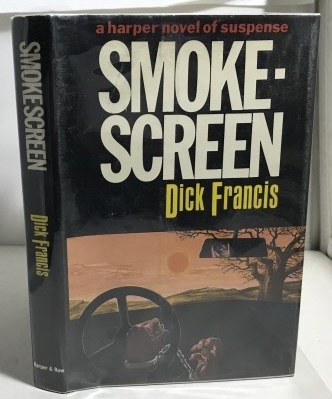 a harper novel of suspense
SMOKE-
SCREEN
Dick Francis
SMOKESCREEN
Dick Francis
Harper & Row